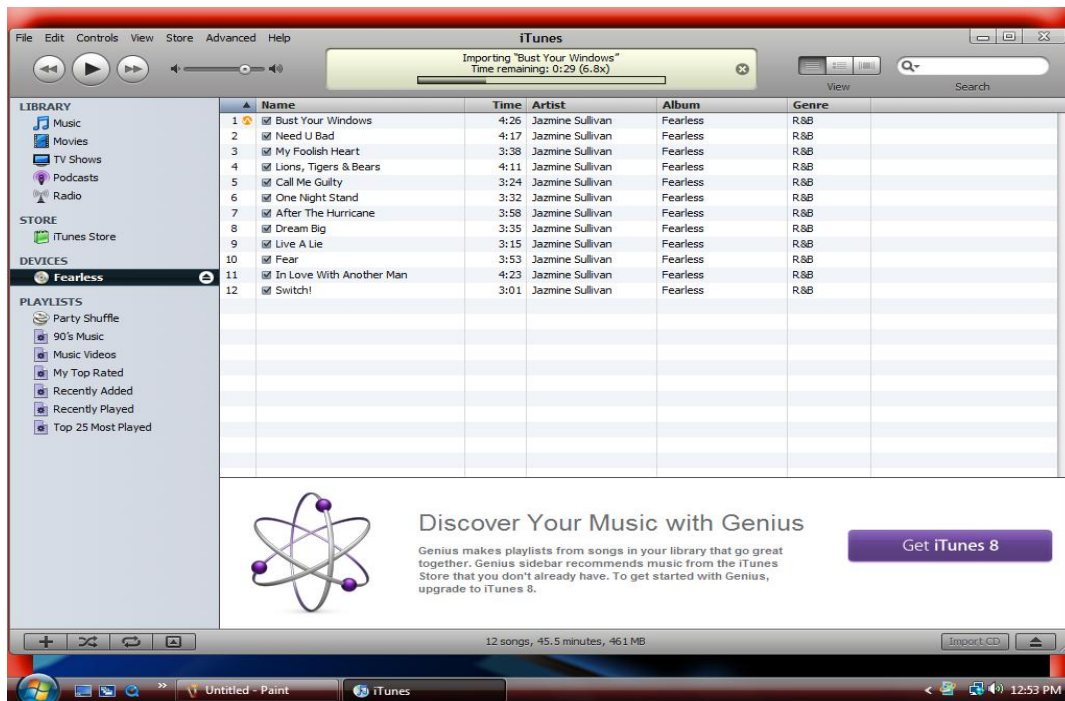 iTunes
File Edit Controls View Store Advanced Help
Importing "Bust Your Windows"
Time remaining: 0:29 (6.8x)
View
Search
LIBRARY
Music
Movies
TV Shows
Podcasts
Radio
STORE
iTunes Store
DEVICES
Fearless
PLAYLISTS
Party Shuffle
90's Music
Music Videos
My Top Rated
Recently Added
Recently Played
Top 25 Most Played
Name Time Artist Album Genre
1 Bust Your Windows 4:26 Jazmine Sullivan Fearless R&B
2 Need U Bad 4:17 Jazmine Sullivan Fearless R&B
3 My Foolish Heart 3:38 Jazmine Sullivan Fearless R&B
4 Lions, Tigers & Bears 4:11 Jazmine Sullivan Fearless R&B
5 Call Me Guilty 3:24 Jazmine Sullivan Fearless R&B
6 One Night Stand 3:32 Jazmine Sullivan Fearless R&B
7 After The Hurricane 3:58 Jazmine Sullivan Fearless R&B
8 Dream Big 3:35 Jazmine Sullivan Fearless R&B
9 Live A Lie 3:15 Jazmine Sullivan Fearless R&B
10 Fear 3:53 Jazmine Sullivan Fearless R&B
11 In Love With Another Man 4:23 Jazmine Sullivan Fearless R&B
12 Switch! 3:01 Jazmine Sullivan Fearless R&B
Discover Your Music with Genius
Genius makes playlists from songs in your library that go great
together. Genius sidebar recommends music from the iTunes
Store that you don't already have. To get started with Genius,
upgrade to iTunes 8.
Get iTunes 8
12 songs, 45.5 minutes, 461 MB
Import CD
Untitled - Paint
iTunes
12:53 PM